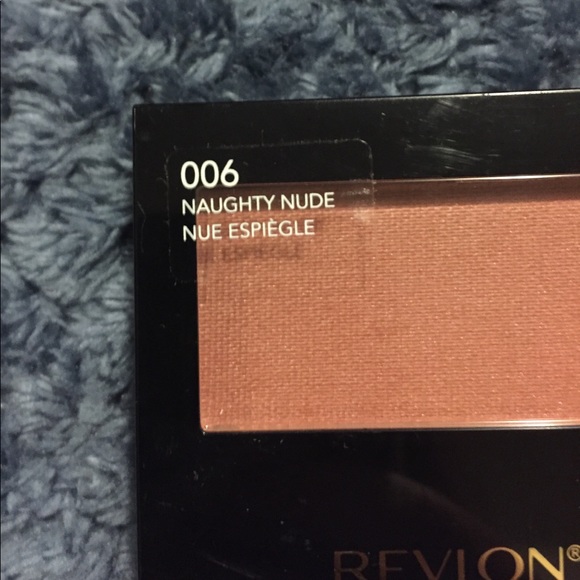 006
NAUGHTY NUDE
NUE ESPIÈGLE
REVLON®